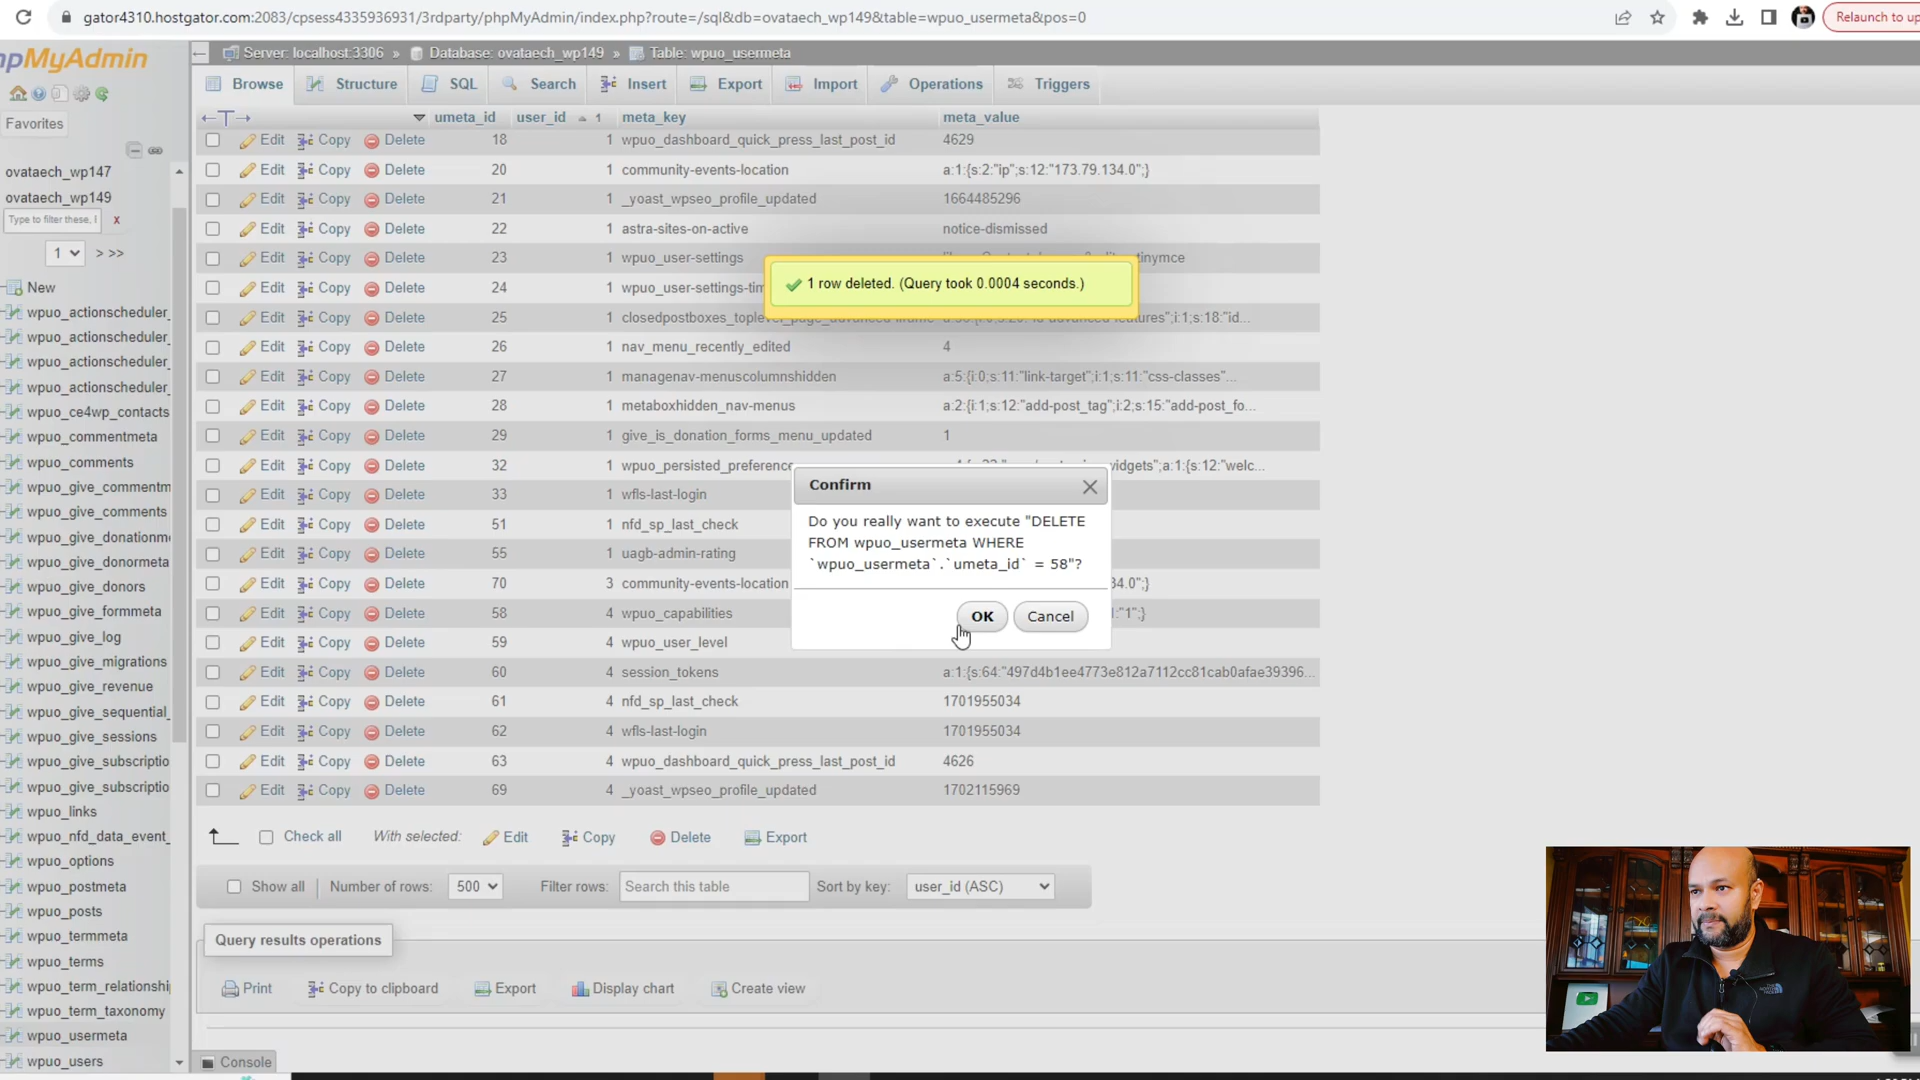 gator4310.hostgator.com:2083/cpsess4335936931/3rdparty/phpMyAdmin/index.php?route=/sql&db=ovataech_wp149&table=wpuo_usermeta&pos=0
Relaunch to up
phpMyAdmin
Server: localhost:3306 » Database: ovataech_wp149 » Table: wpuo_usermeta
Browse Structure SQL Search Insert Export Import Operations Triggers
Favorites
ovataech_wp147
ovataech_wp149
Type to filter these, X
1 > >>
New
wpuo_actionscheduler_
wpuo_actionscheduler_
wpuo_actionscheduler_
wpuo_actionscheduler_
wpuo_ce4wp_contacts
wpuo_commentmeta
wpuo_comments
wpuo_give_commentm
wpuo_give_comments
wpuo_give_donationme
wpuo_give_donormeta
wpuo_give_donors
wpuo_give_formmeta
wpuo_give_log
wpuo_give_migrations
wpuo_give_revenue
wpuo_give_sequential_
wpuo_give_sessions
wpuo_give_subscriptio
wpuo_give_subscriptio
wpuo_links
wpuo_nfd_data_event_
wpuo_options
wpuo_postmeta
wpuo_posts
wpuo_termmeta
wpuo_terms
wpuo_term_relationshi
wpuo_term_taxonomy
wpuo_usermeta
wpuo_users
←T→ umeta_id user_id 1 meta_key meta_value
Edit Copy Delete 18 1 wpuo_dashboard_quick_press_last_post_id 4629
Edit Copy Delete 20 1 community-events-location a:1:{s:2:"ip";s:12:"173.79.134.0";}
Edit Copy Delete 21 1 _yoast_wpseo_profile_updated 1664485296
Edit Copy Delete 22 1 astra-sites-on-active notice-dismissed
Edit Copy Delete 23 1 wpuo_user-settings tinymce
Edit Copy Delete 24 1 wpuo_user-settings-tim
Edit Copy Delete 25 1 closedpostboxes_toplevel_page_advanced-iframe features";i:1;s:18:"id...
Edit Copy Delete 26 1 nav_menu_recently_edited 4
Edit Copy Delete 27 1 managenav-menuscolumnshidden a:5:{i:0;s:11:"link-target";i:1;s:11:"css-classes"...
Edit Copy Delete 28 1 metaboxhidden_nav-menus a:2:{i:1;s:12:"add-post_tag";i:2;s:15:"add-post_fo...
Edit Copy Delete 29 1 give_is_donation_forms_menu_updated 1
Edit Copy Delete 32 1 wpuo_persisted_preference widgets";a:1:{s:12:"welc...
Edit Copy Delete 33 1 wfls-last-login
Edit Copy Delete 51 1 nfd_sp_last_check
Edit Copy Delete 55 1 uagb-admin-rating
Edit Copy Delete 70 3 community-events-location 34.0";}
Edit Copy Delete 58 4 wpuo_capabilities "1";}
Edit Copy Delete 59 4 wpuo_user_level
Edit Copy Delete 60 4 session_tokens a:1:{s:64:"497d4b1ee4773e812a7112cc81cab0afae39396...
Edit Copy Delete 61 4 nfd_sp_last_check 1701955034
Edit Copy Delete 62 4 wfls-last-login 1701955034
Edit Copy Delete 63 4 wpuo_dashboard_quick_press_last_post_id 4626
Edit Copy Delete 69 4 _yoast_wpseo_profile_updated 1702115969
1 row deleted. (Query took 0.0004 seconds.)
Confirm
Do you really want to execute "DELETE
FROM wpuo_usermeta WHERE
`wpuo_usermeta`.`umeta_id` = 58"?
OK Cancel
Check all With selected: Edit Copy Delete Export
Show all Number of rows: 500 Filter rows: Search this table Sort by key: user_id (ASC)
Query results operations
Print Copy to clipboard Export Display chart Create view
Console